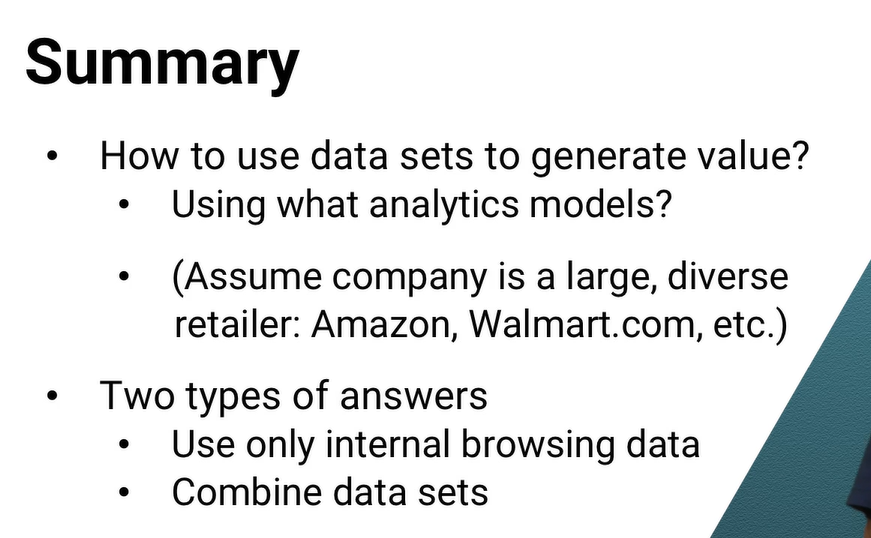 Summary
• How to use data sets to generate value?
• Using what analytics models?
• (Assume company is a large, diverse
retailer: Amazon, Walmart.com, etc.)
• Two types of answers
• Use only internal browsing data
• Combine data sets